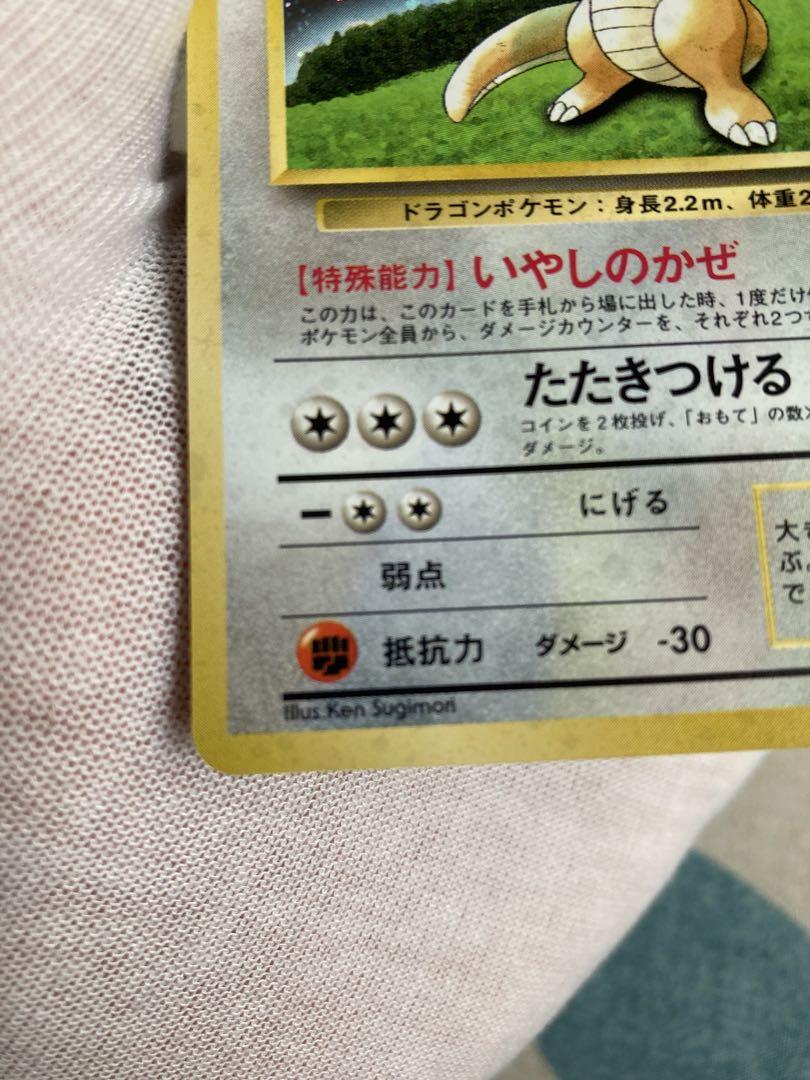 ドラゴンポケモン：身長2.2m、体重2
【特殊能力】いやしのかぜ
この力は、このカードを手札から場に出した時、1度だけ
ポケモン全員から、ダメージカウンターを、それぞれ2つ
たたきつける
コインを2枚投げ、「おもて」の数
ダメージ。
ー にげる
弱点
抵抗力 ダメージ -30
Illus. Ken Sugimori
大
ぶ
で